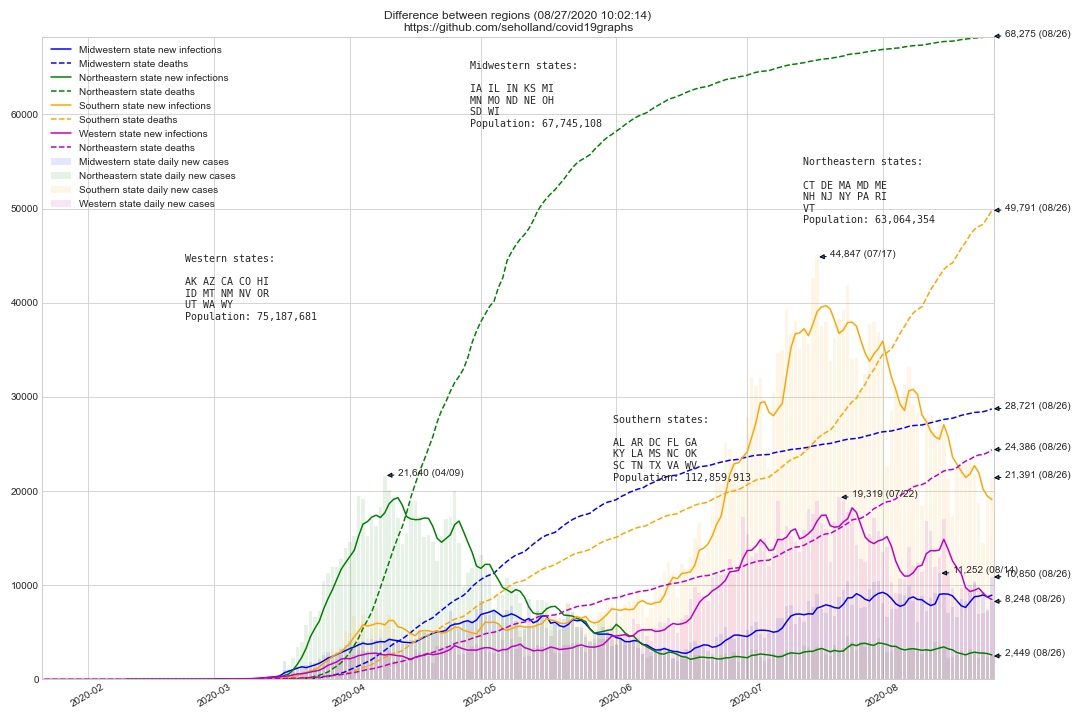 Difference between regions (08/27/2020 10:02:14)
https://github.com/seholland/covid19graphs
Midwestern state new infections
Midwestern state deaths
Northeastern state new infections
Northeastern state deaths
Southern state new infections
Southern state deaths
Western state new infections
Northeastern state deaths
Midwestern state daily new cases
Northeastern state daily new cases
Southern state daily new cases
Western state daily new cases
Midwestern states:
IA IL IN KS MI
MN MO ND NE OH
SD WI
Population: 67,745,108
Northeastern states:
CT DE MA MD ME
NH NJ NY PA RI
VT
Population: 63,064,354
Western states:
AK AZ CA CO HI
ID MT NM NV OR
UT WA WY
Population: 75,187,681
Southern states:
AL AR DC FL GA
KY LA MS NC OK
SC TN TX VA WV
Population: 112,859,913
68,275 (08/26)
49,791 (08/26)
44,847 (07/17)
28,721 (08/26)
24,386 (08/26)
21,640 (04/09)
21,391 (08/26)
19,319 (07/22)
11,252 (08/14)
10,850 (08/26)
8,248 (08/26)
2,449 (08/26)
60000
50000
40000
30000
20000
10000
0
2020-02
2020-03
2020-04
2020-05
2020-06
2020-07
2020-08